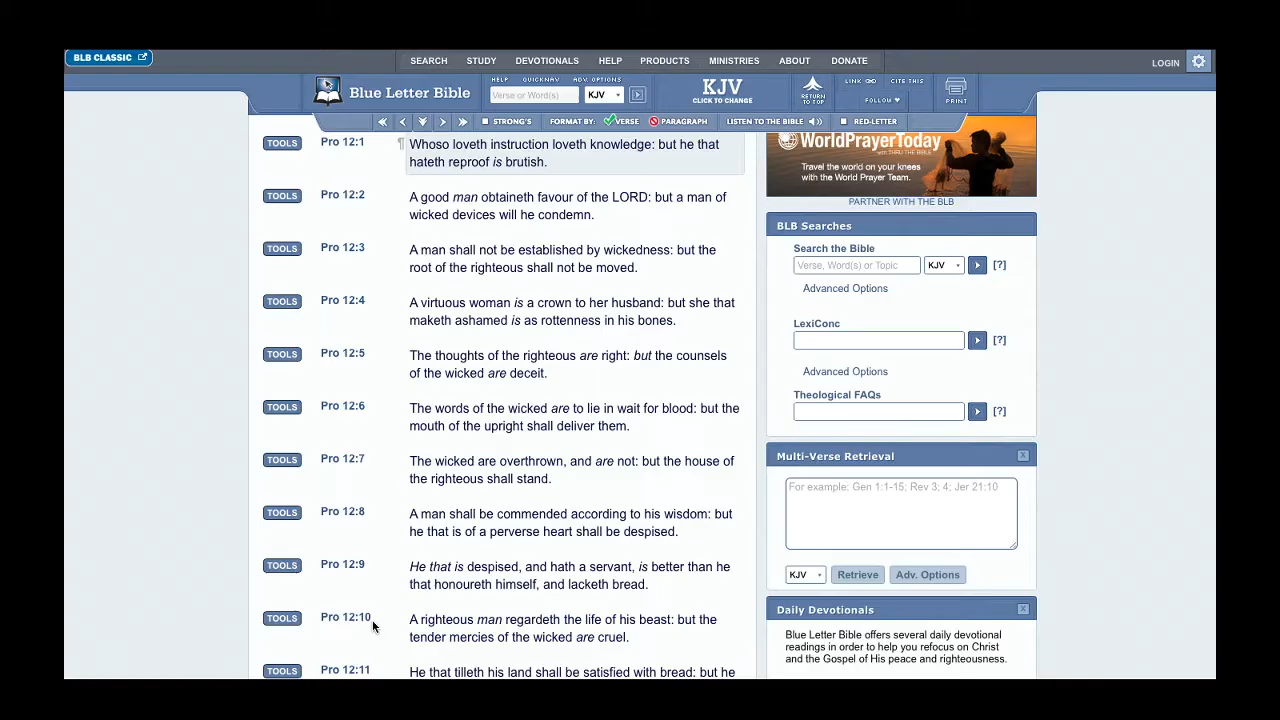 BLB CLASSIC
SEARCH STUDY DEVOTIONALS HELP PRODUCTS MINISTRIES ABOUT DONATE
LOGIN
Blue Letter Bible
HELP QUICKNAV ADV. OPTIONS
Verse or Word(s) KJV
KJV
CLICK TO CHANGE
RETURN
TO TOP
LINK CITE THIS
FOLLOW
PRINT
STRONG'S FORMAT BY: VERSE PARAGRAPH LISTEN TO THE BIBLE RED-LETTER
TOOLS Pro 12:1 ¶ Whoso loveth instruction loveth knowledge: but he that
hateth reproof is brutish.
TOOLS Pro 12:2 A good man obtaineth favour of the LORD: but a man of
wicked devices will he condemn.
TOOLS Pro 12:3 A man shall not be established by wickedness: but the
root of the righteous shall not be moved.
TOOLS Pro 12:4 A virtuous woman is a crown to her husband: but she that
maketh ashamed is as rottenness in his bones.
TOOLS Pro 12:5 The thoughts of the righteous are right: but the counsels
of the wicked are deceit.
TOOLS Pro 12:6 The words of the wicked are to lie in wait for blood: but the
mouth of the upright shall deliver them.
TOOLS Pro 12:7 The wicked are overthrown, and are not: but the house of
the righteous shall stand.
TOOLS Pro 12:8 A man shall be commended according to his wisdom: but
he that is of a perverse heart shall be despised.
TOOLS Pro 12:9 He that is despised, and hath a servant, is better than he
that honoureth himself, and lacketh bread.
TOOLS Pro 12:10 A righteous man regardeth the life of his beast: but the
tender mercies of the wicked are cruel.
TOOLS Pro 12:11 He that tilleth his land shall be satisfied with bread: but he
WorldPrayerToday
with THRU the BIBLE
Travel the world on your knees
with the World Prayer Team.
PARTNER WITH THE BLB
BLB Searches
Search the Bible
Verse, Word(s) or Topic KJV [?]
Advanced Options
LexiConc
[?]
Advanced Options
Theological FAQs
[?]
Multi-Verse Retrieval x
For example: Gen 1:1-15; Rev 3; 4; Jer 21:10
KJV Retrieve Adv. Options
Daily Devotionals x
Blue Letter Bible offers several daily devotional
readings in order to help you refocus on Christ
and the Gospel of His peace and righteousness.